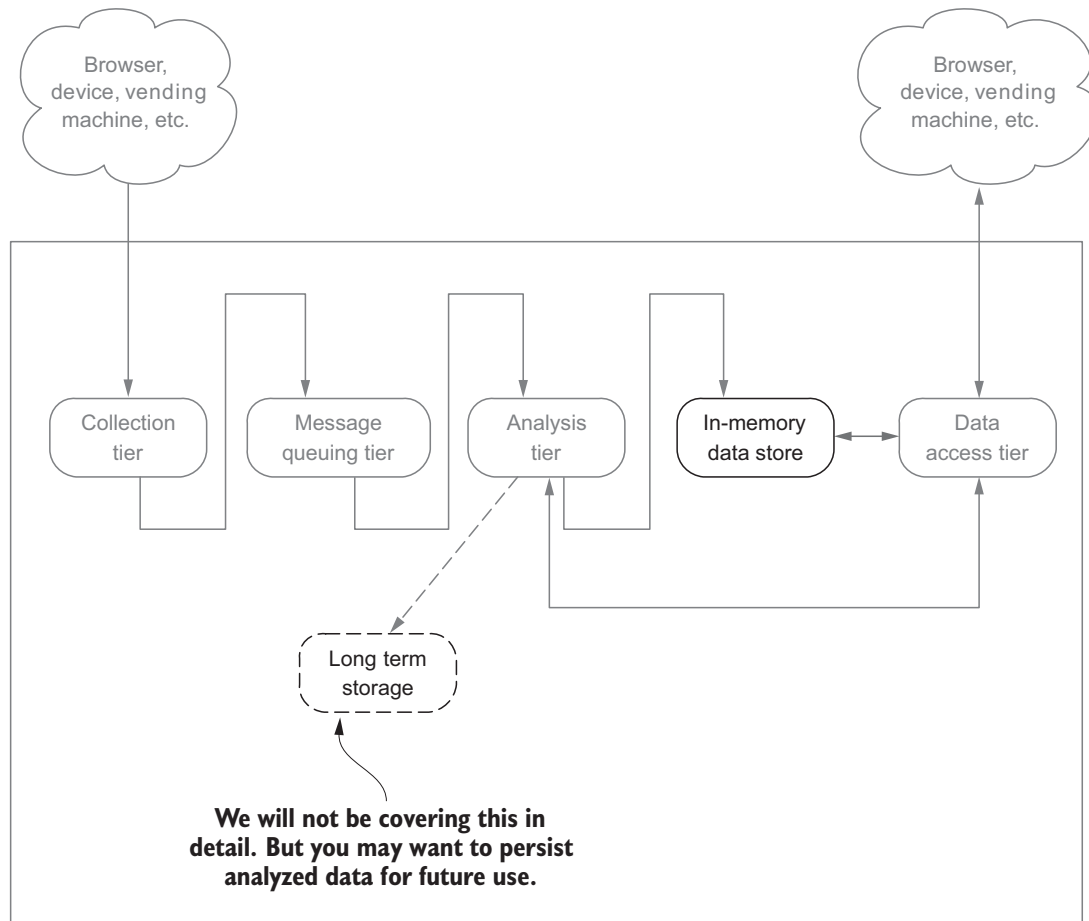 Browser,
device, vending
machine, etc.
Browser,
device, vending
machine, etc.
Collection
tier
Message
queuing tier
Analysis
tier
In-memory
data store
Data
access tier
Long term
storage
We will not be covering this in
detail. But you may want to persist
analyzed data for future use.